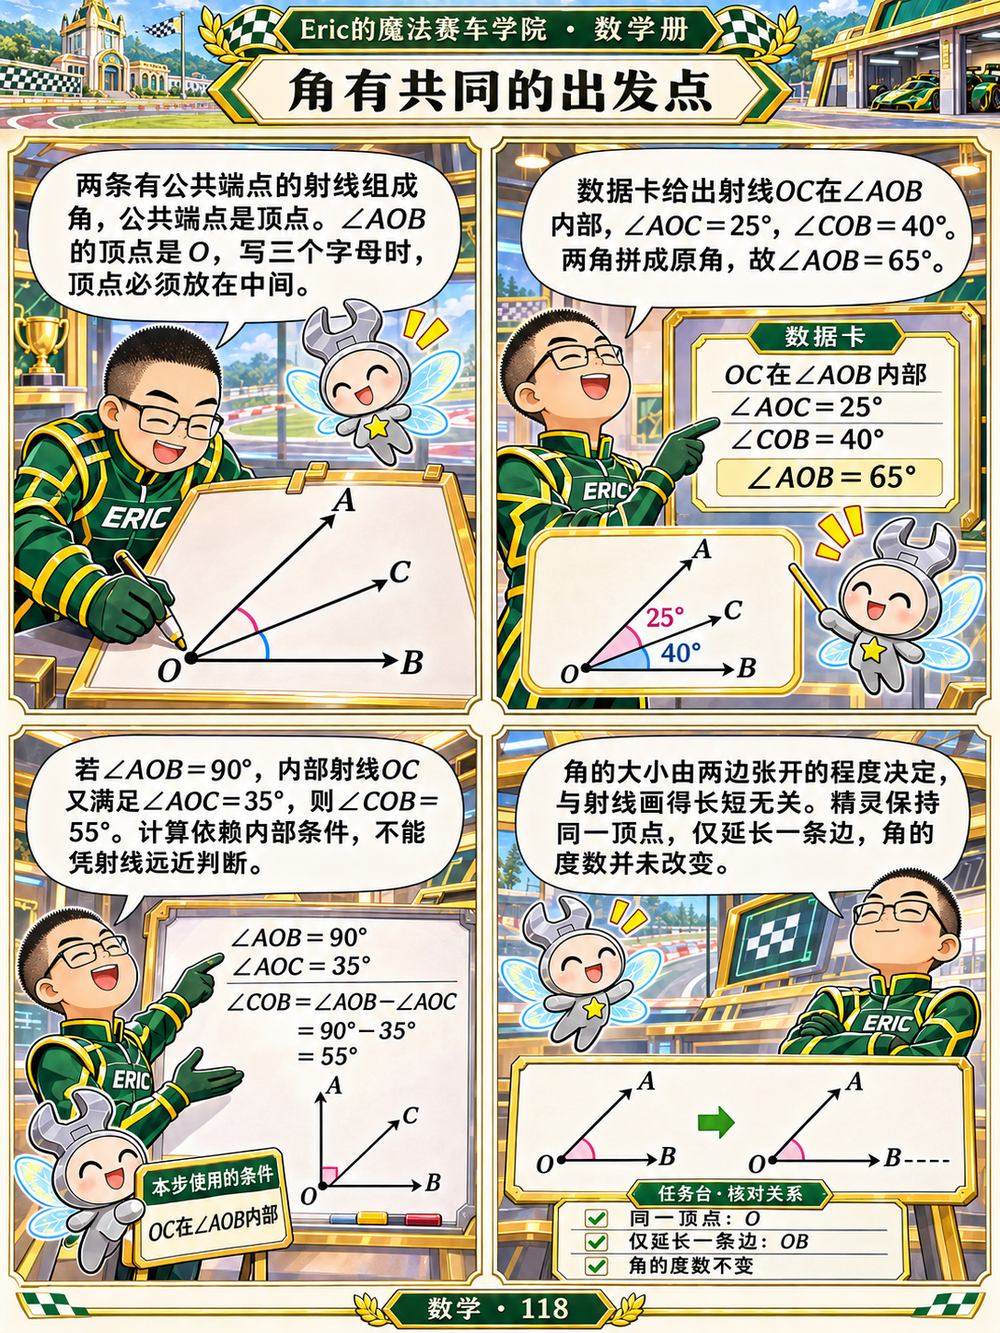 Eric的魔法赛车学院 · 数学册
角有共同的出发点
两条有公共端点的射线组成
角，公共端点是顶点。∠AOB
的顶点是O，写三个字母时，
顶点必须放在中间。
ERIC
A
C
O
B
数据卡给出射线OC在∠AOB
内部，∠AOC＝25°，∠COB＝40°。
两角拼成原角，故∠AOB＝65°。
数据卡
OC在∠AOB内部
∠AOC＝25°
∠COB＝40°
∠AOB＝65°
ERIC
A
25°
C
40°
O
B
若∠AOB＝90°，内部射线OC
又满足∠AOC＝35°，则∠COB＝
55°。计算依赖内部条件，不能
凭射线远近判断。
∠AOB＝90°
∠AOC＝35°
∠COB＝∠AOB－∠AOC
＝90°－35°
＝55°
ERIC
A
C
O
B
本步使用的条件
OC在∠AOB内部
角的大小由两边张开的程度决定，
与射线画得长短无关。精灵保持
同一顶点，仅延长一条边，角的
度数并未改变。
ERIC
A
O
B
A
O
B
任务台·核对关系
同一顶点：O
仅延长一条边：OB
角的度数不变
数学 · 118